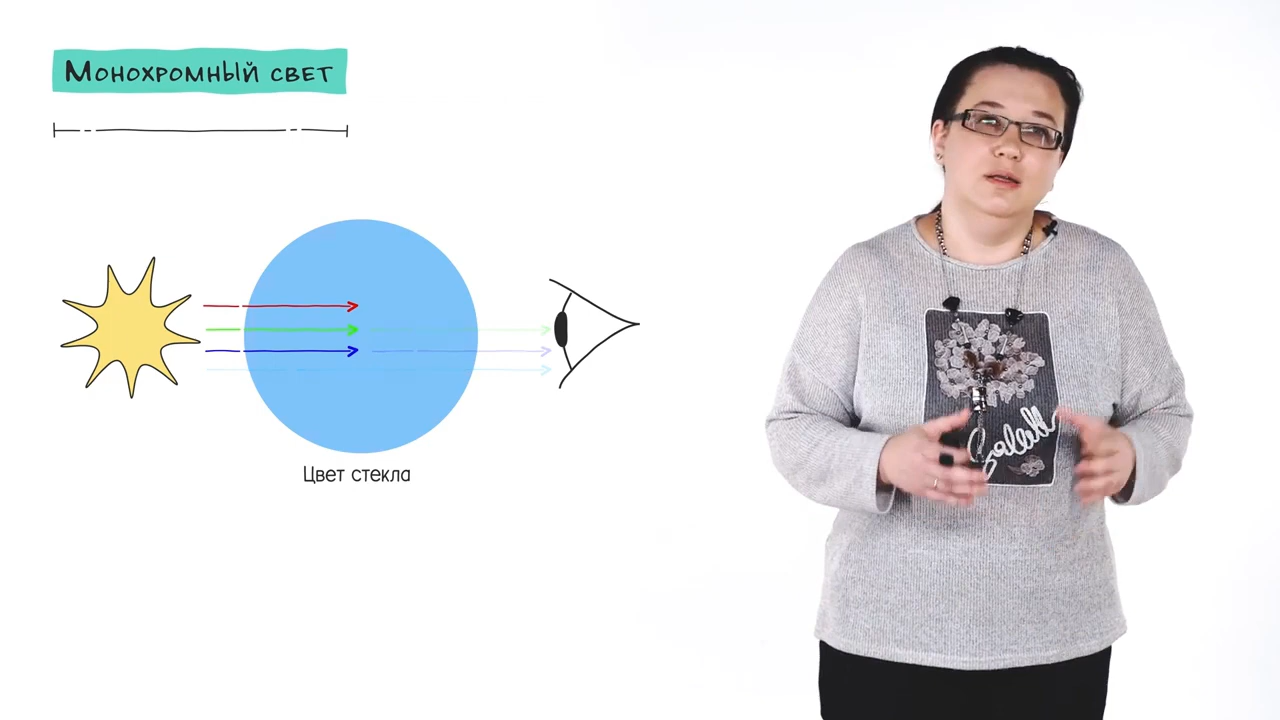 Монохромный свет
Цвет стекла